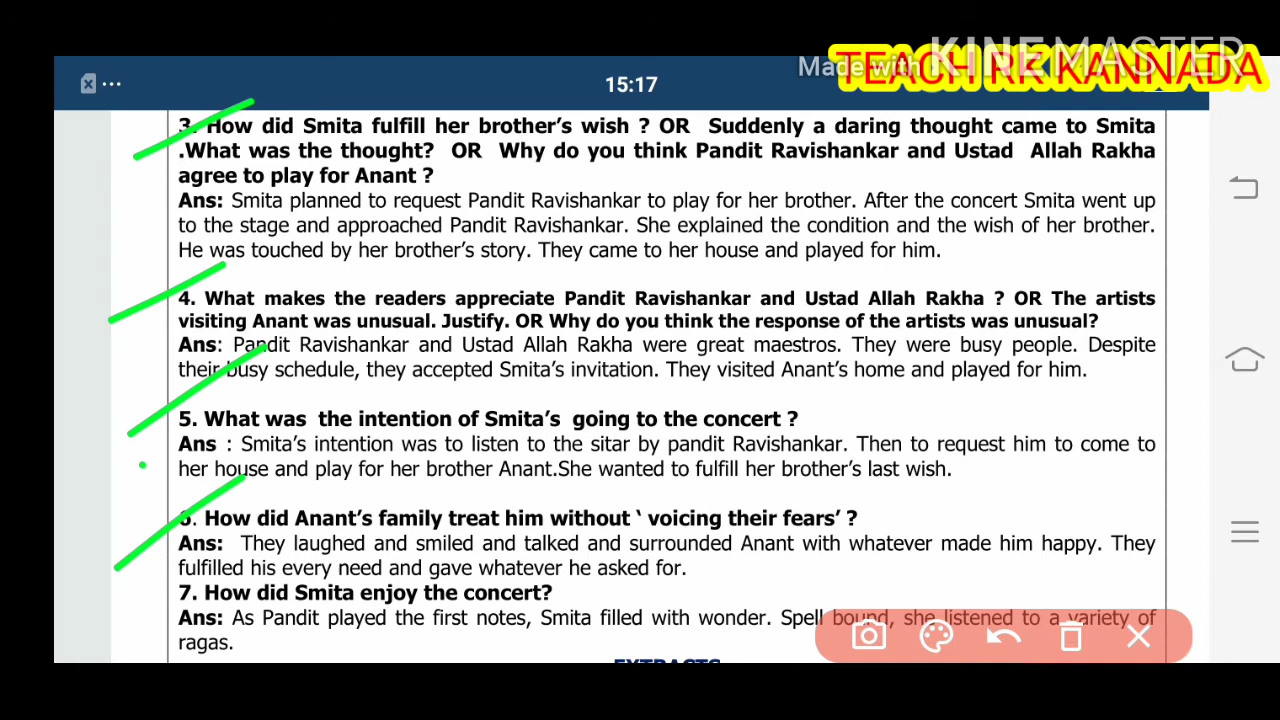 Made with KINEMASTER
TEACH RK KANNADA
15:17
3. How did Smita fulfill her brother's wish ? OR Suddenly a daring thought came to Smita
.What was the thought? OR Why do you think Pandit Ravishankar and Ustad Allah Rakha
agree to play for Anant ?
Ans: Smita planned to request Pandit Ravishankar to play for her brother. After the concert Smita went up
to the stage and approached Pandit Ravishankar. She explained the condition and the wish of her brother.
He was touched by her brother's story. They came to her house and played for him.
4. What makes the readers appreciate Pandit Ravishankar and Ustad Allah Rakha ? OR The artists
visiting Anant was unusual. Justify. OR Why do you think the response of the artists was unusual?
Ans: Pandit Ravishankar and Ustad Allah Rakha were great maestros. They were busy people. Despite
their busy schedule, they accepted Smita's invitation. They visited Anant's home and played for him.
5. What was the intention of Smita's going to the concert ?
Ans : Smita's intention was to listen to the sitar by pandit Ravishankar. Then to request him to come to
her house and play for her brother Anant.She wanted to fulfill her brother's last wish.
6. How did Anant's family treat him without ‘ voicing their fears’ ?
Ans: They laughed and smiled and talked and surrounded Anant with whatever made him happy. They
fulfilled his every need and gave whatever he asked for.
7. How did Smita enjoy the concert?
Ans: As Pandit played the first notes, Smita filled with wonder. Spell bound, she listened to a variety of
ragas.
EXTRACTS